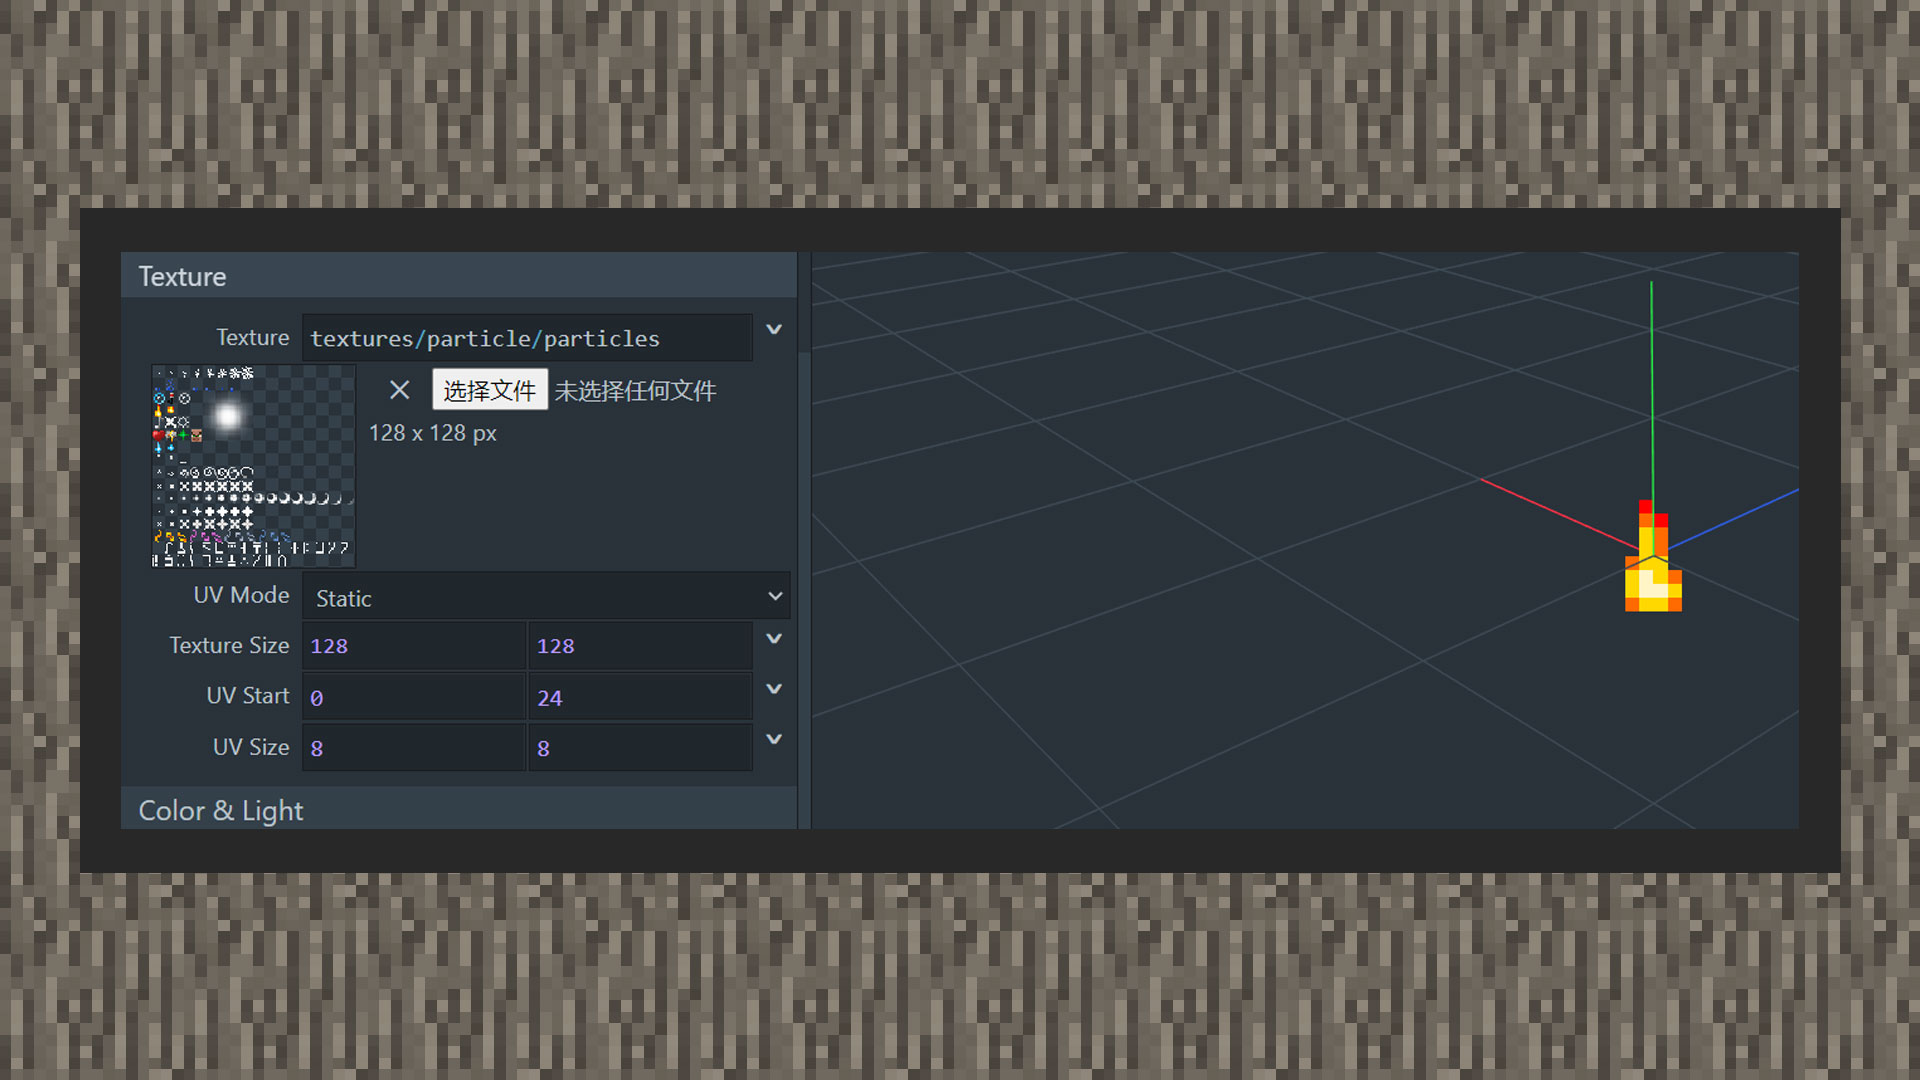 Texture
Texture textures/particle/particles
选择文件 未选择任何文件
128 x 128 px
UV Mode Static
Texture Size 128 128
UV Start 0 24
UV Size 8 8
Color & Light